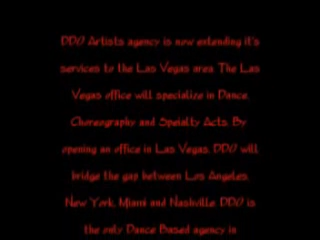 DDO Artists agency is now extending it's
services to the Las Vegas area. The Las
Vegas office will specialize in Dance,
Choreography and Spcialty Acts. By
opening an office in Las Vegas, DDO will
bridge the gap between Los Angeles,
New York, Miami and Nashville. DDO is
the only Dance Based agency in